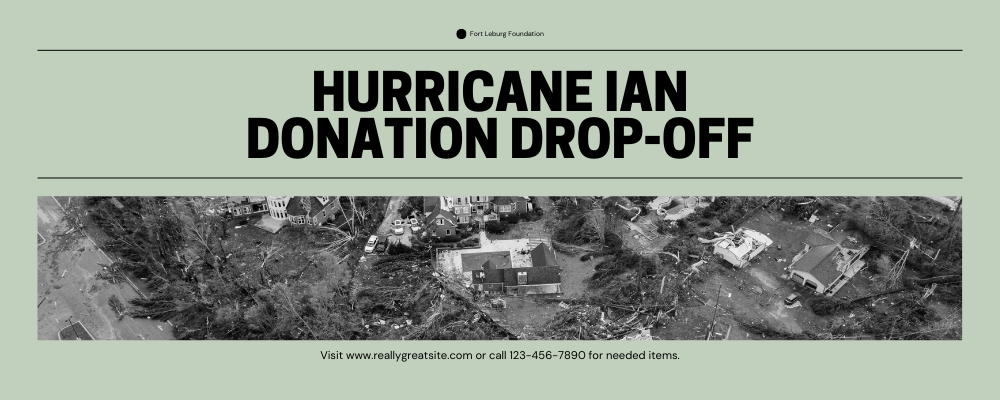 Fort Leburg Foundation
HURRICANE IAN
DONATION DROP-OFF
Visit www.reallygreatsite.com or call 123-456-7890 for needed items.